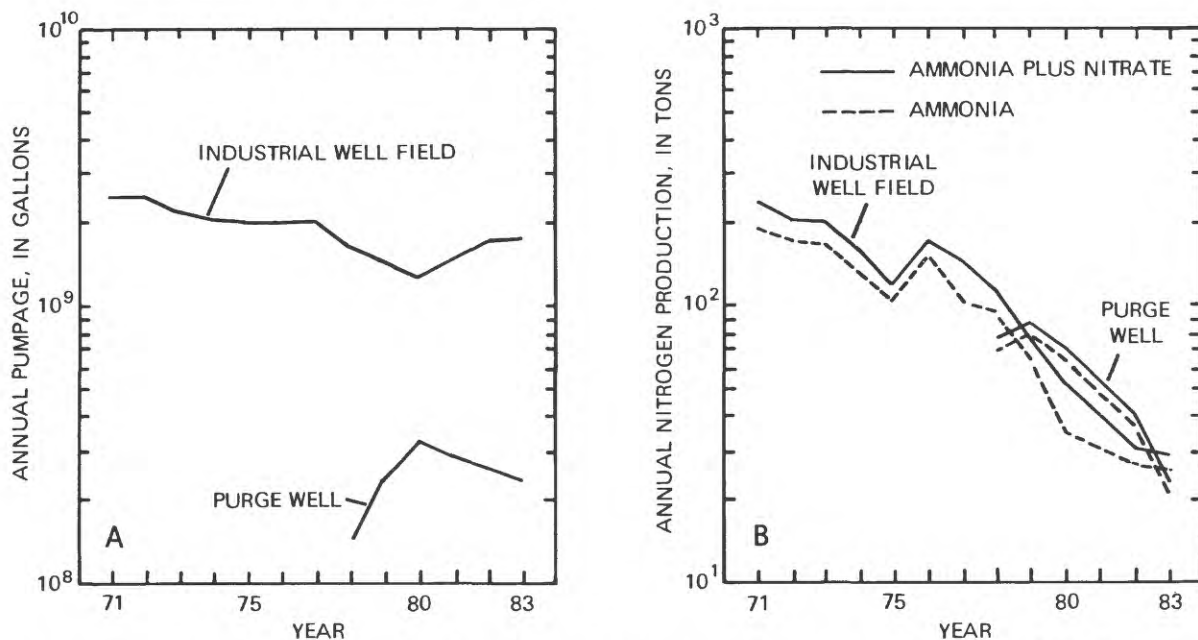 ANNUAL PUMPAGE, IN GALLONS
10^10
10^9
10^8
INDUSTRIAL WELL FIELD
PURGE WELL
A
71
75
80
83
YEAR
ANNUAL NITROGEN PRODUCTION, IN TONS
10^3
10^2
10^1
AMMONIA PLUS NITRATE
AMMONIA
INDUSTRIAL
WELL FIELD
PURGE
WELL
B
71
75
80
83
YEAR